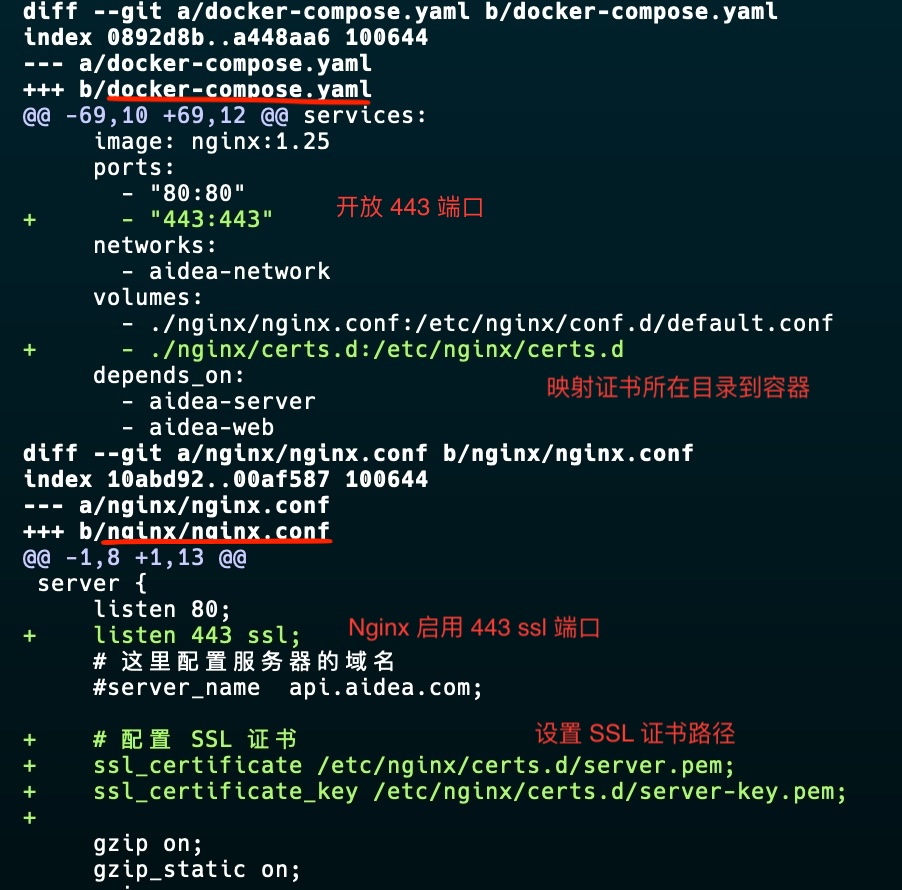 diff --git a/docker-compose.yaml b/docker-compose.yaml
index 0892d8b..a448aa6 100644
--- a/docker-compose.yaml
+++ b/docker-compose.yaml
@@ -69,10 +69,12 @@ services:
     image: nginx:1.25
     ports:
       - "80:80"
+      - "443:443" 开放 443 端口
     networks:
       - aidea-network
     volumes:
       - ./nginx/nginx.conf:/etc/nginx/conf.d/default.conf
+      - ./nginx/certs.d:/etc/nginx/certs.d
     depends_on: 映射证书所在目录到容器
       - aidea-server
       - aidea-web
diff --git a/nginx/nginx.conf b/nginx/nginx.conf
index 10abd92..00af587 100644
--- a/nginx/nginx.conf
+++ b/nginx/nginx.conf
@@ -1,8 +1,13 @@
 server {
     listen 80;
+    listen 443 ssl; Nginx 启用 443 ssl 端口
     # 这里配置服务器的域名
     #server_name  api.aidea.com;
+    # 配置 SSL 证书 设置 SSL 证书路径
+    ssl_certificate /etc/nginx/certs.d/server.pem;
+    ssl_certificate_key /etc/nginx/certs.d/server-key.pem;
+
     gzip on;
     gzip_static on;